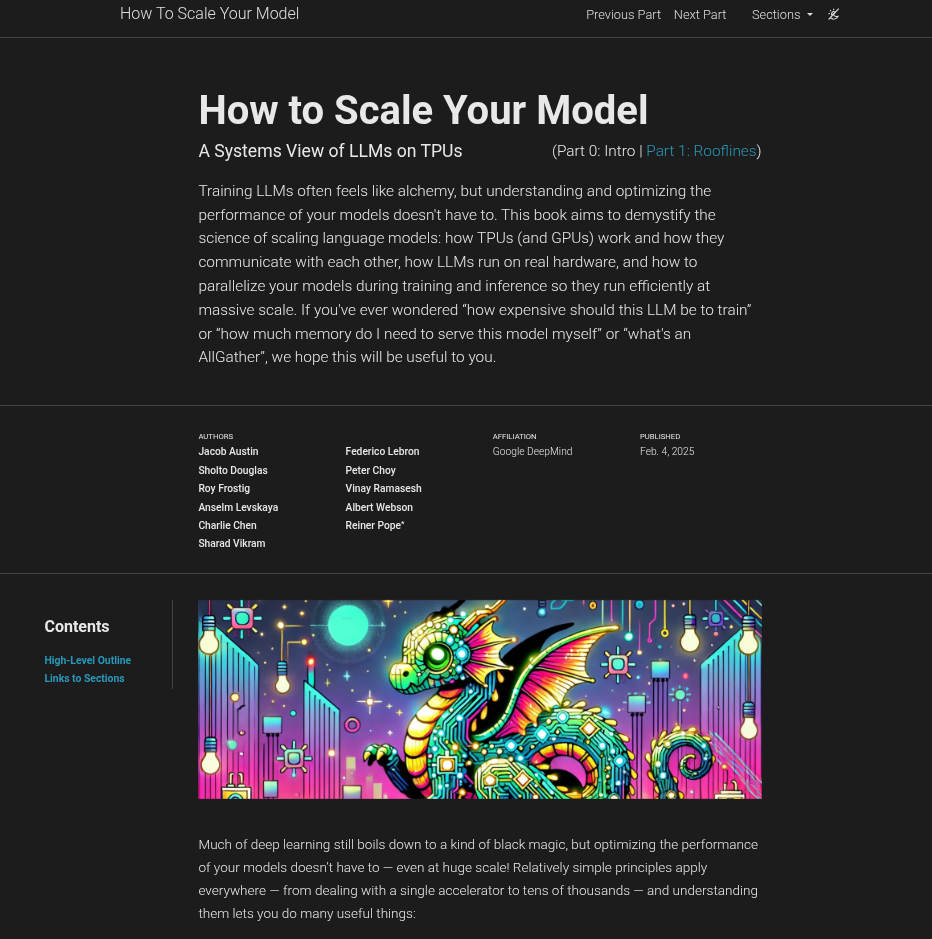 How To Scale Your Model
Previous Part Next Part Sections
How to Scale Your Model
A Systems View of LLMs on TPUs
(Part 0: Intro | Part 1: Rooflines)
Training LLMs often feels like alchemy, but understanding and optimizing the
performance of your models doesn't have to. This book aims to demystify the
science of scaling language models: how TPUs (and GPUs) work and how they
communicate with each other, how LLMs run on real hardware, and how to
parallelize your models during training and inference so they run efficiently at
massive scale. If you've ever wondered “how expensive should this LLM be to train”
or “how much memory do I need to serve this model myself” or “what's an
AllGather”, we hope this will be useful to you.
AUTHORS
Jacob Austin
Sholto Douglas
Roy Frostig
Anselm Levskaya
Charlie Chen
Sharad Vikram
Federico Lebron
Peter Choy
Vinay Ramasesh
Albert Webson
Reiner Pope*
AFFILIATION
Google DeepMind
PUBLISHED
Feb. 4, 2025
Contents
High-Level Outline
Links to Sections
Much of deep learning still boils down to a kind of black magic, but optimizing the performance
of your models doesn't have to — even at huge scale! Relatively simple principles apply
everywhere — from dealing with a single accelerator to tens of thousands — and understanding
them lets you do many useful things: